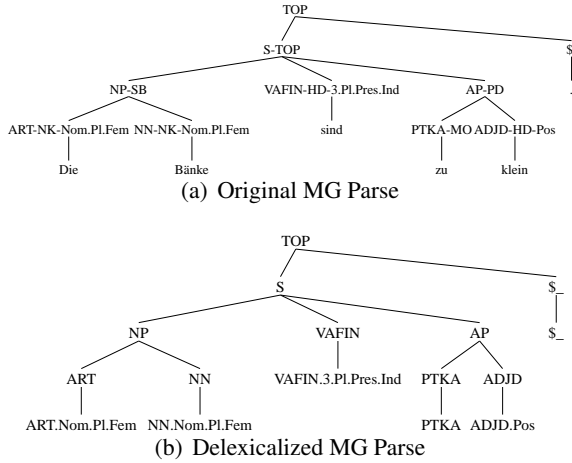 TOP
S-TOP $
NP-SB VAFIN-HD-3.Pl.Pres.Ind AP-PD .
ART-NK-Nom.Pl.Fem NN-NK-Nom.Pl.Fem sind PTKA-MO ADJD-HD-Pos
Die Bänke zu klein
(a) Original MG Parse
TOP
S $_
NP VAFIN AP $_
ART NN VAFIN.3.Pl.Pres.Ind PTKA ADJD
ART.Nom.Pl.Fem NN.Nom.Pl.Fem PTKA ADJD.Pos
(b) Delexicalized MG Parse